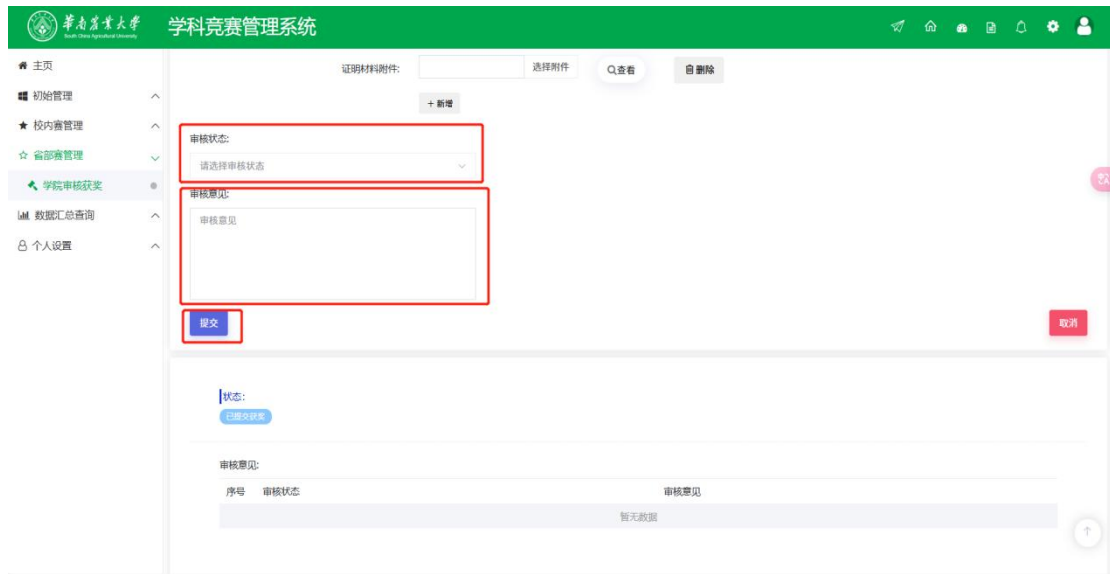 華南農業大學
South China Agricultural University
学科竞赛管理系统
主页
初始管理
校内赛管理
省部赛管理
学院审核获奖
数据汇总查询
个人设置
证明材料附件:
选择附件
查看
删除
+ 新增
审核状态:
请选择审核状态
审核意见:
审核意见
提交
取消
状态:
已提交获奖
审核意见:
序号 审核状态 审核意见
暂无数据